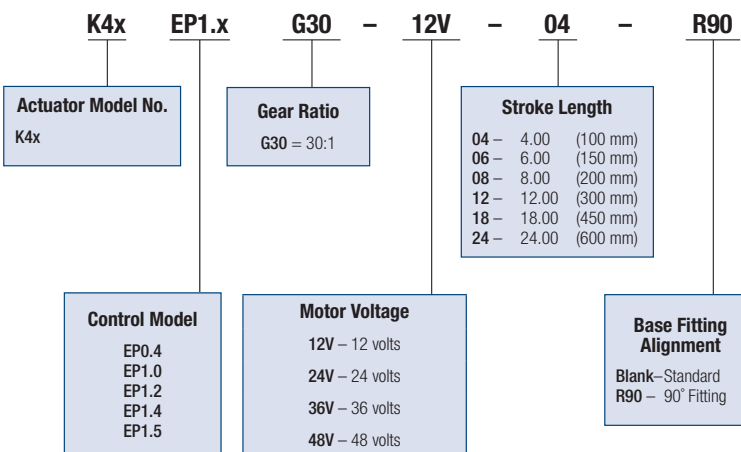 K4x EP1.x G30 – 12V – 04 – R90
Actuator Model No.
K4x
Gear Ratio
G30 = 30:1
Stroke Length
04 – 4.00 (100 mm)
06 – 6.00 (150 mm)
08 – 8.00 (200 mm)
12 – 12.00 (300 mm)
18 – 18.00 (450 mm)
24 – 24.00 (600 mm)
Control Model
EP0.4
EP1.0
EP1.2
EP1.4
EP1.5
Motor Voltage
12V – 12 volts
24V – 24 volts
36V – 36 volts
48V – 48 volts
Base Fitting
Alignment
Blank–Standard
R90 – 90˚ Fitting